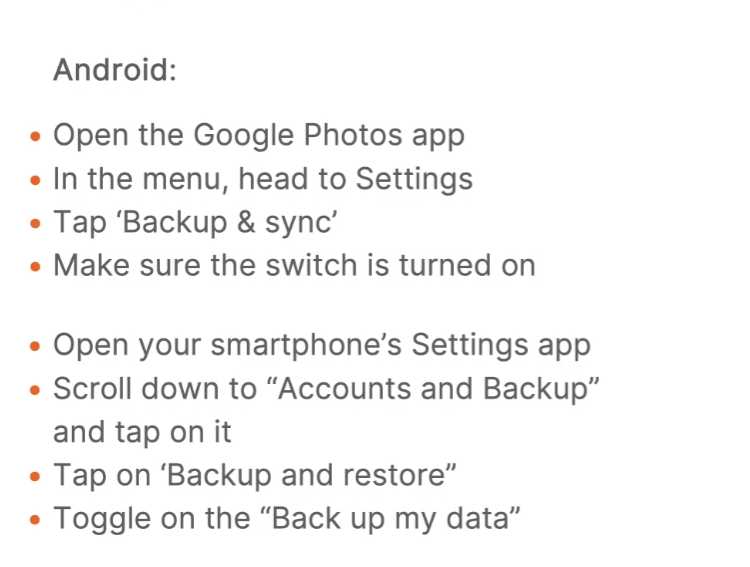 Android:
• Open the Google Photos app
• In the menu, head to Settings
• Tap ‘Backup & sync’
• Make sure the switch is turned on
• Open your smartphone’s Settings app
• Scroll down to “Accounts and Backup”
and tap on it
• Tap on ‘Backup and restore”
• Toggle on the “Back up my data”